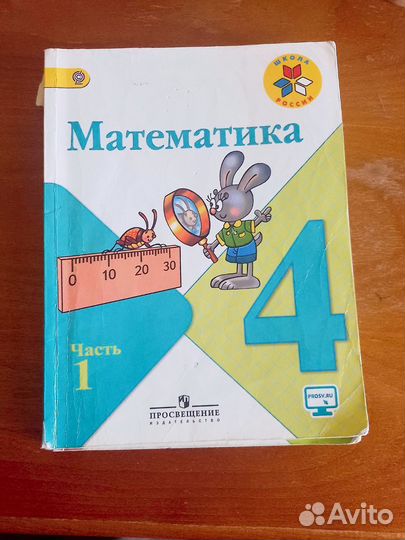 ШКОЛА
РОССИИ
Математика
0 10 20 30
4
Часть
1
PROSV.RU
ПРОСВЕЩЕНИЕ
ИЗДАТЕЛЬСТВО
Avito